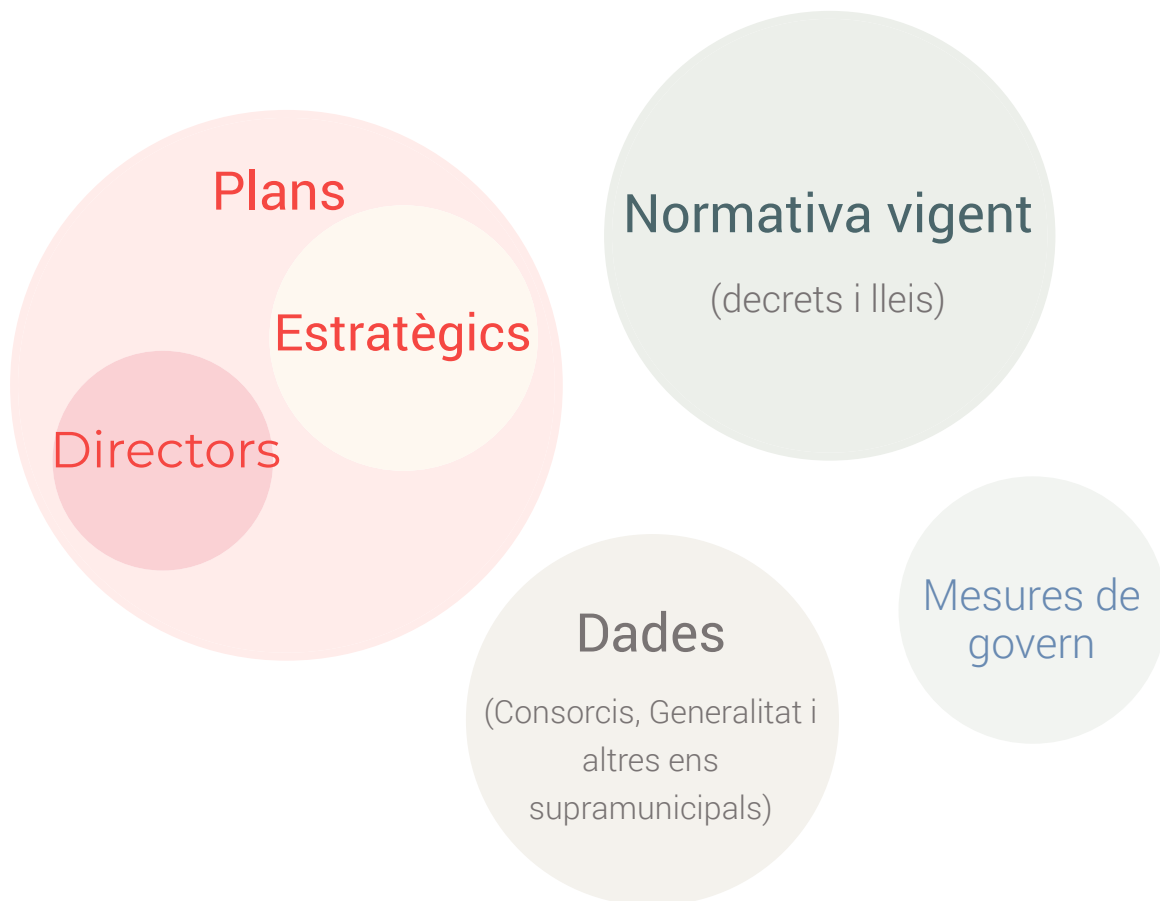 Plans
Estratègics
Directors
Normativa vigent
(decrets i lleis)
Dades
(Consorcis, Generalitat i
altres ens
supramunicipals)
Mesures de
govern